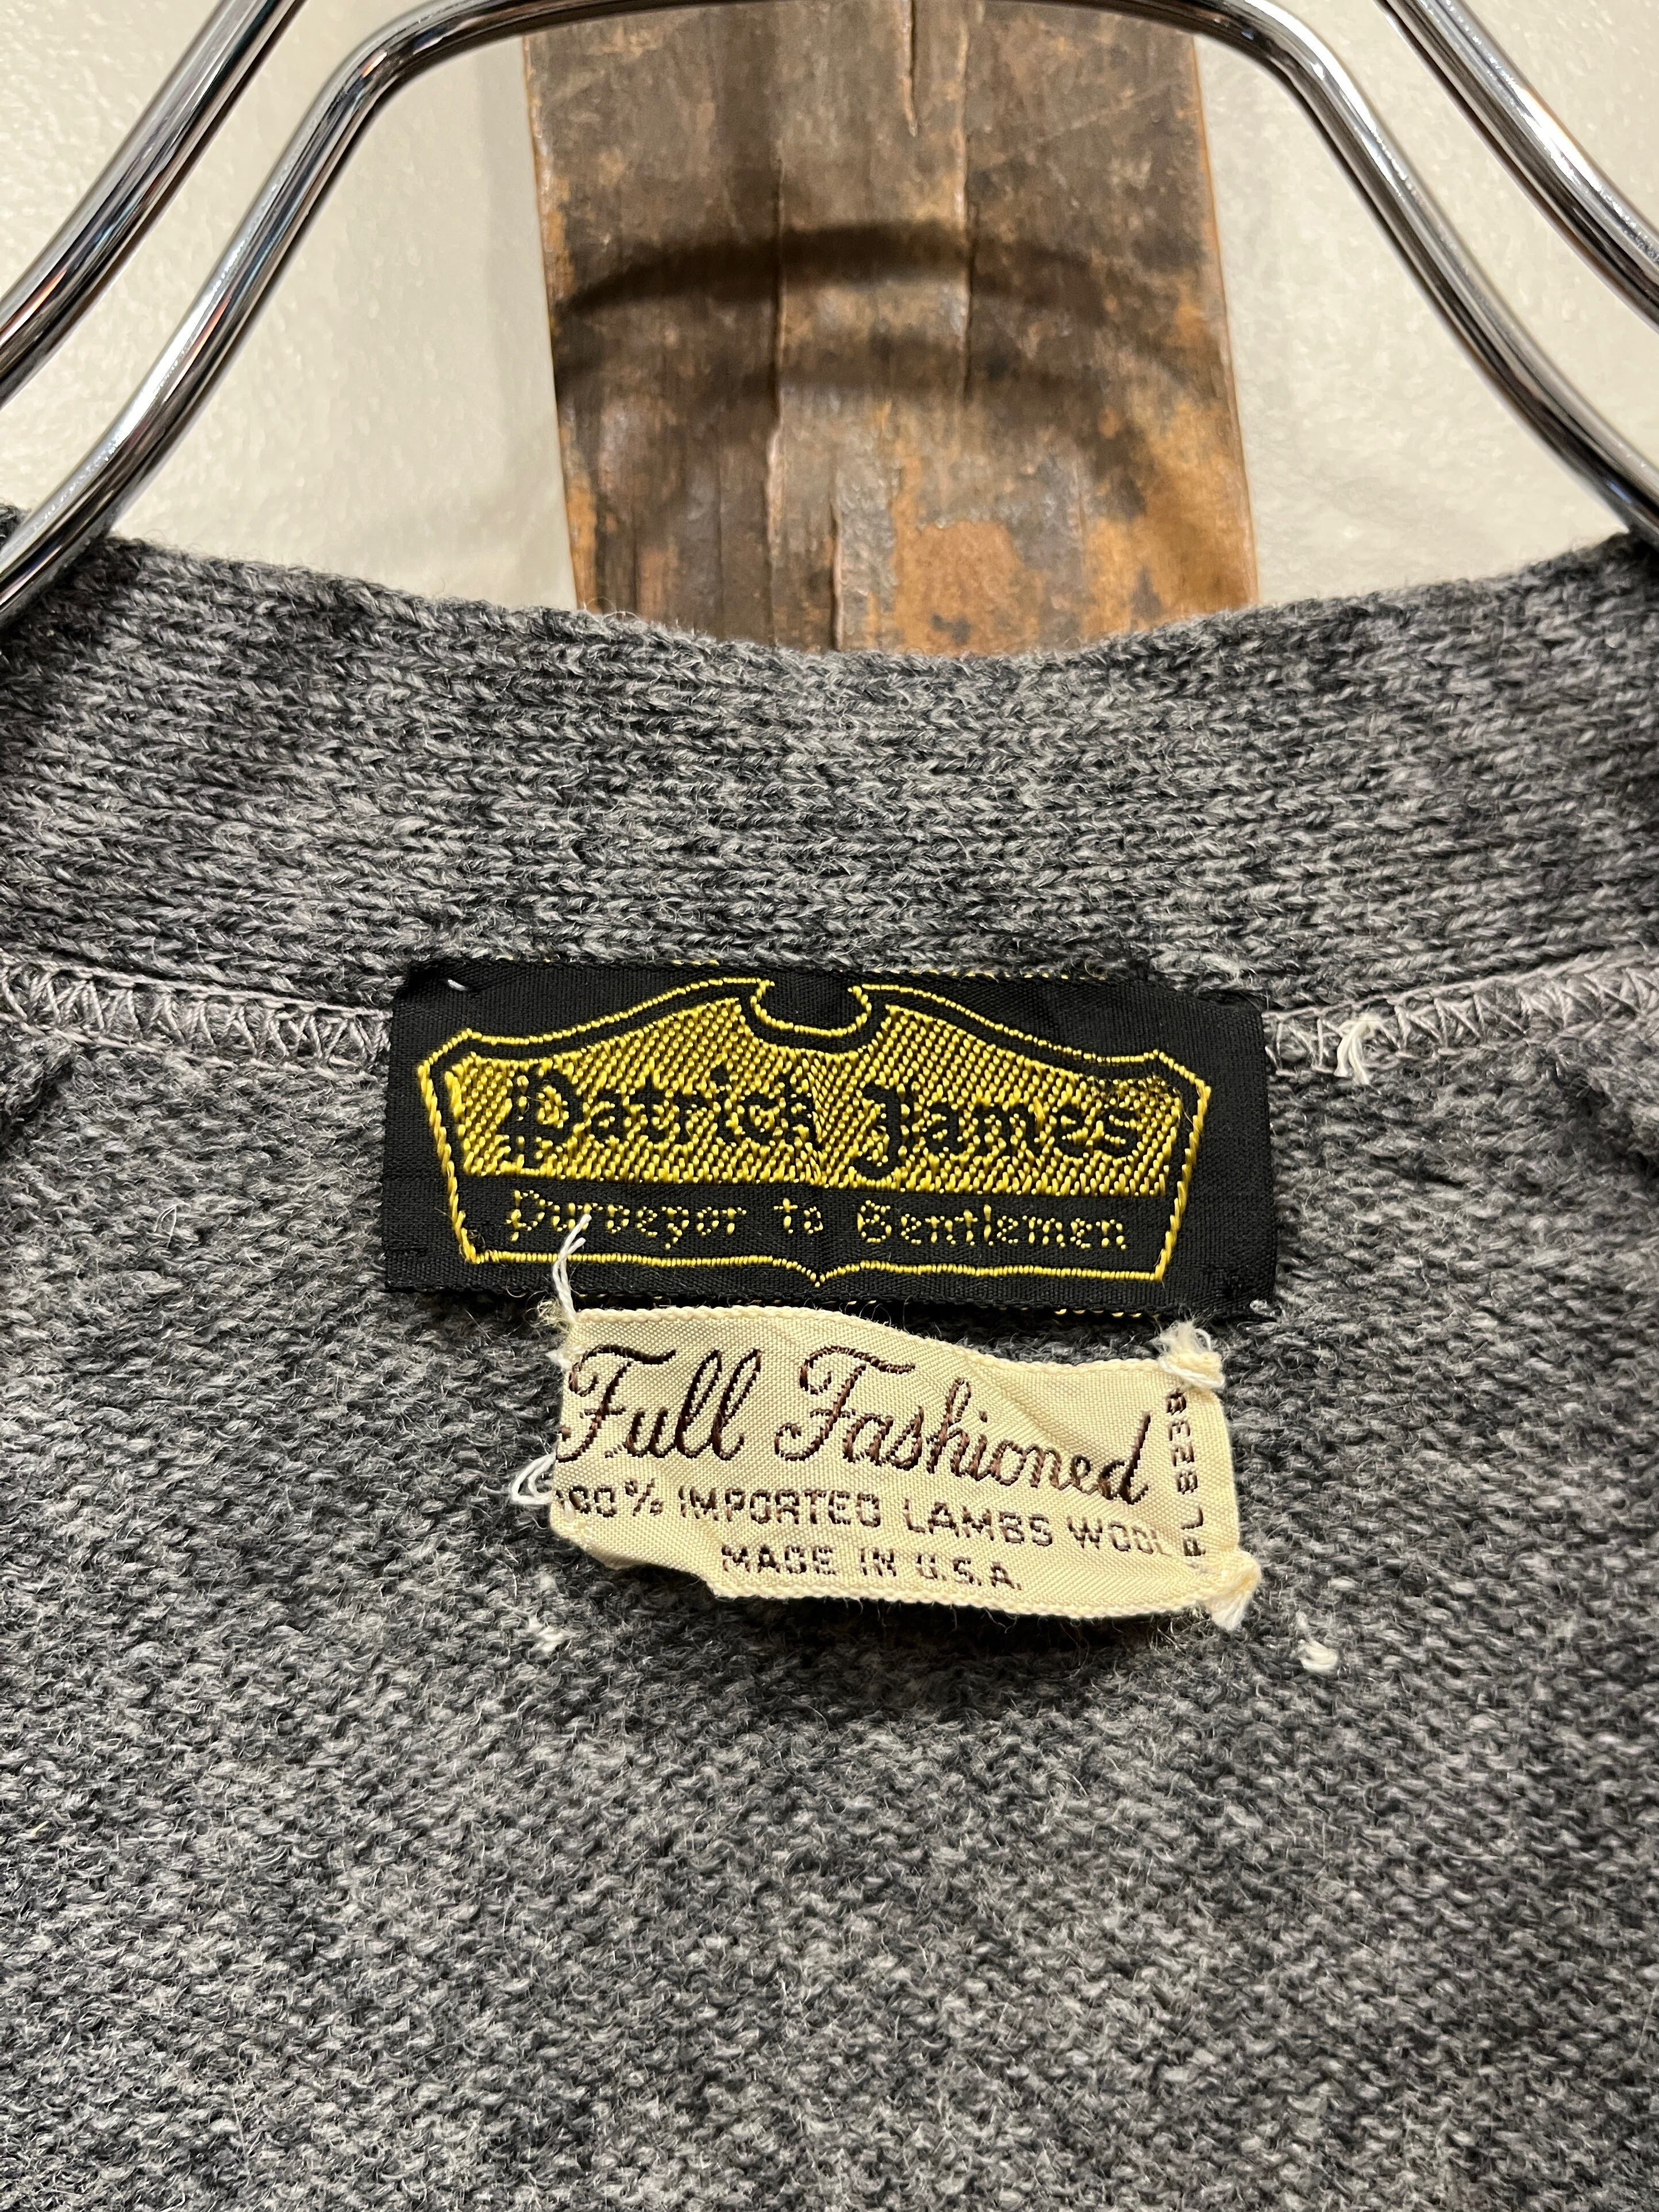 Patrick James
Purveyor to Gentlemen
Full Fashioned
100% IMPORTED LAMBS WOOL
MADE IN U.S.A.